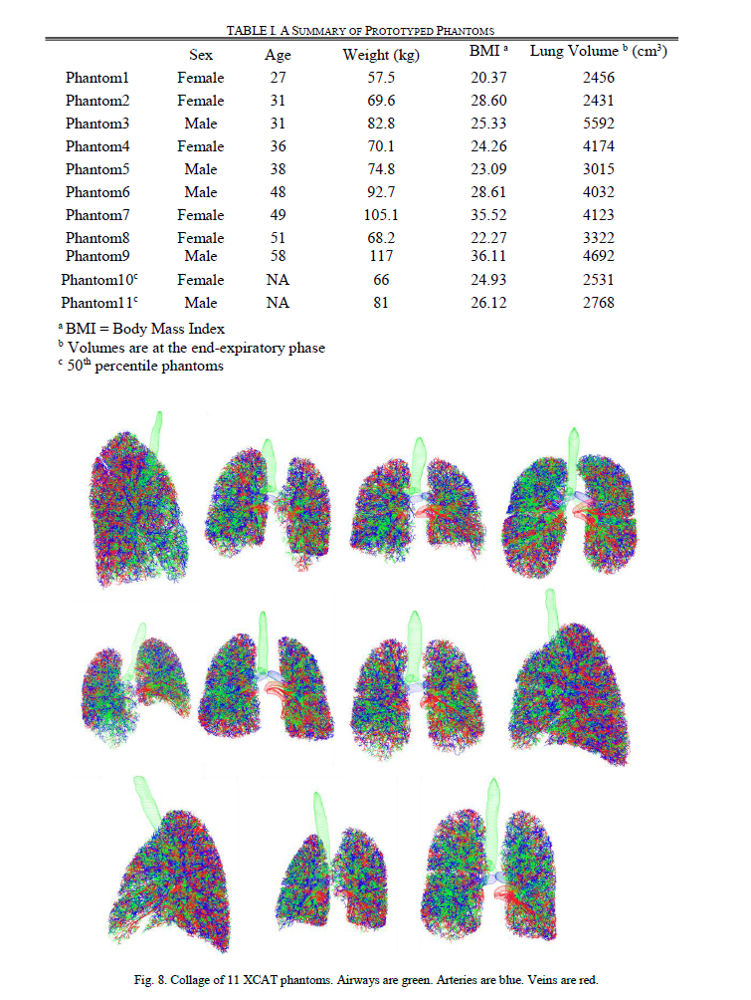 TABLE I. A SUMMARY OF PROTOTYPED PHANTOMS
Sex Age Weight (kg) BMI ᵃ Lung Volume ᵇ (cm³)
Phantom1 Female 27 57.5 20.37 2456
Phantom2 Female 31 69.6 28.60 2431
Phantom3 Male 31 82.8 25.33 5592
Phantom4 Female 36 70.1 24.26 4174
Phantom5 Male 38 74.8 23.09 3015
Phantom6 Male 48 92.7 28.61 4032
Phantom7 Female 49 105.1 35.52 4123
Phantom8 Female 51 68.2 22.27 3322
Phantom9 Male 58 117 36.11 4692
Phantom10ᶜ Female NA 66 24.93 2531
Phantom11ᶜ Male NA 81 26.12 2768
ᵃ BMI = Body Mass Index
ᵇ Volumes are at the end-expiratory phase
ᶜ 50ᵗʰ percentile phantoms
Fig. 8. Collage of 11 XCAT phantoms. Airways are green. Arteries are blue. Veins are red.